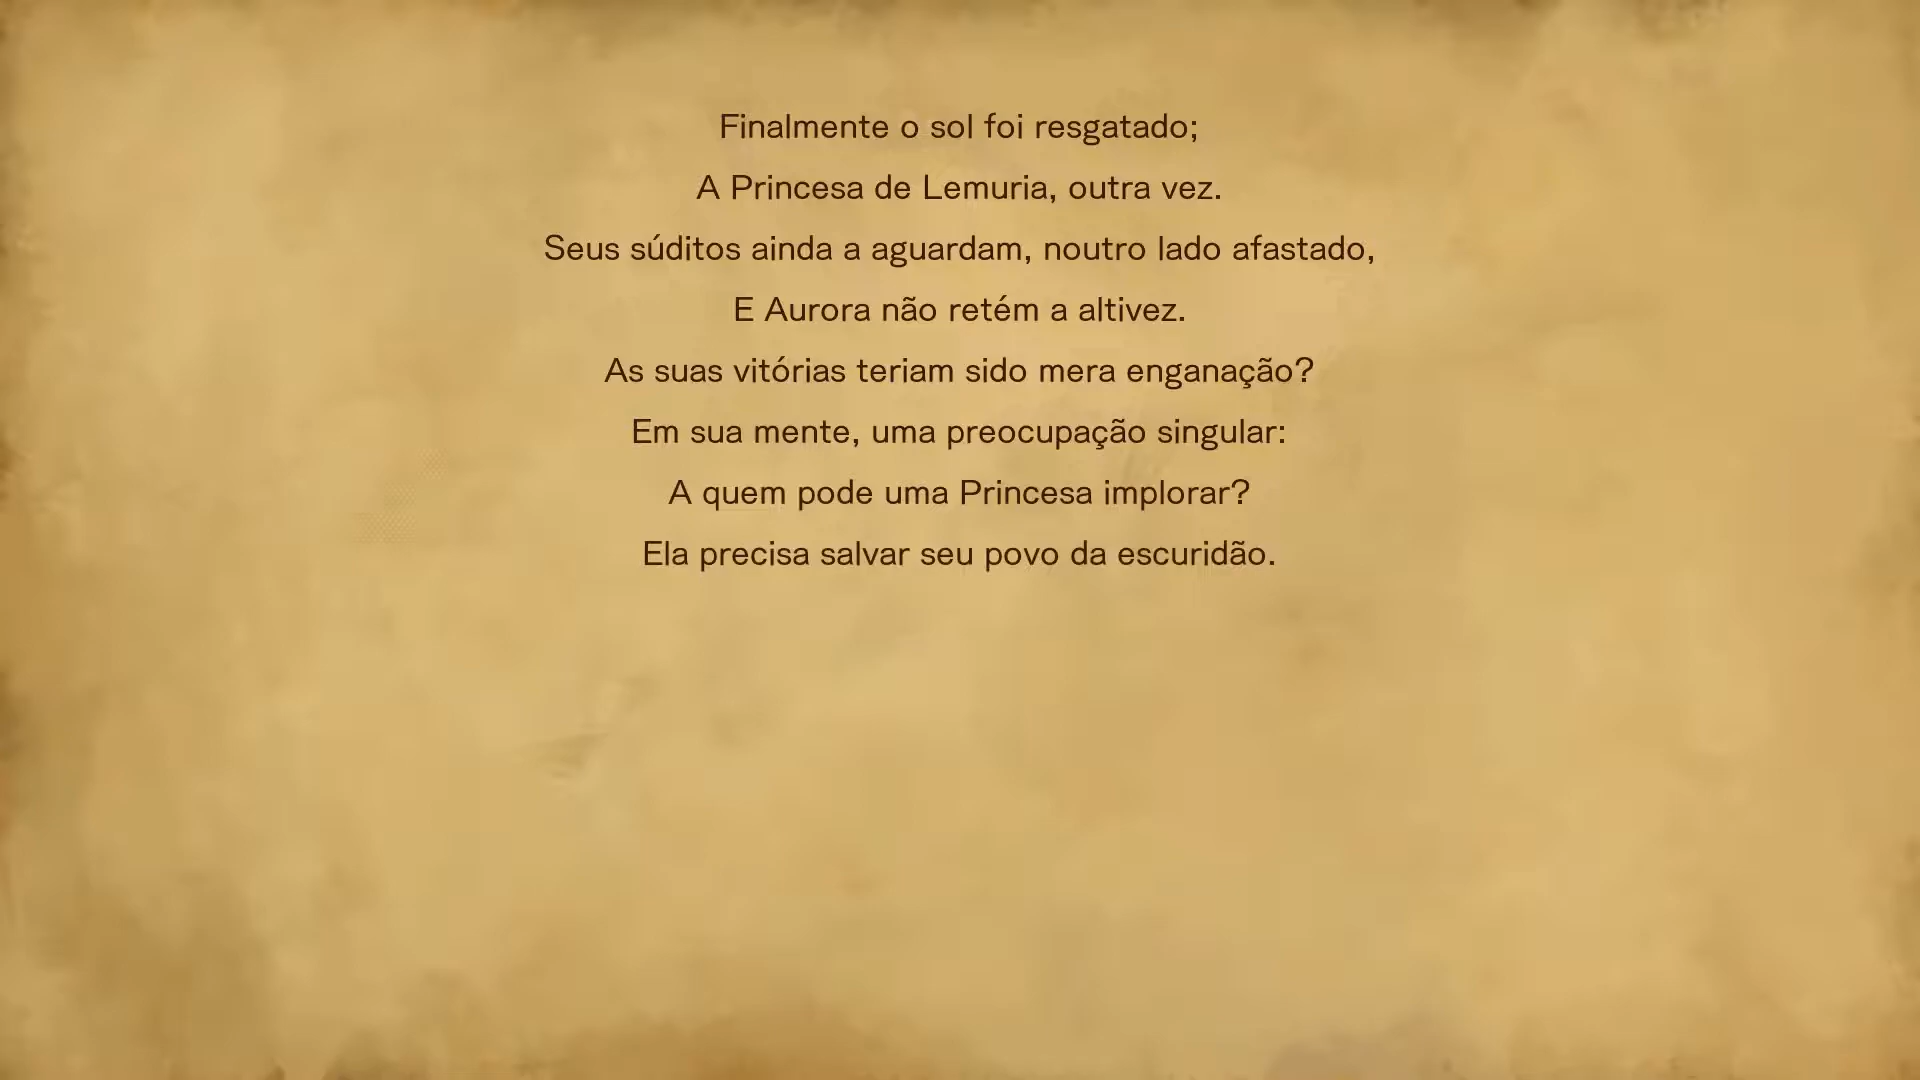 Finalmente o sol foi resgatado;
A Princesa de Lemuria, outra vez.
Seus súditos ainda a aguardam, noutro lado afastado,
E Aurora não retém a altivez.
As suas vitórias teriam sido mera enganação?
Em sua mente, uma preocupação singular:
A quem pode uma Princesa implorar?
Ela precisa salvar seu povo da escuridão.